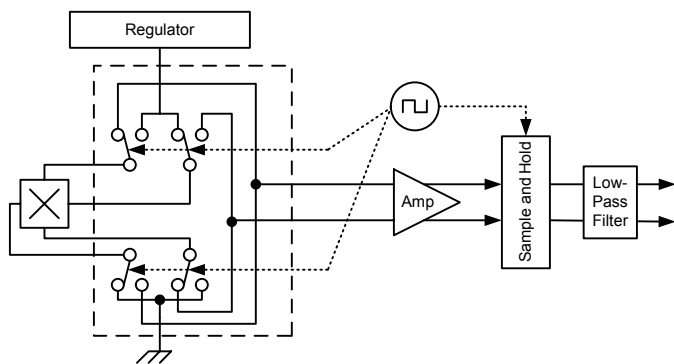 Regulator
Amp
Sample and Hold
Low-
Pass
Filter